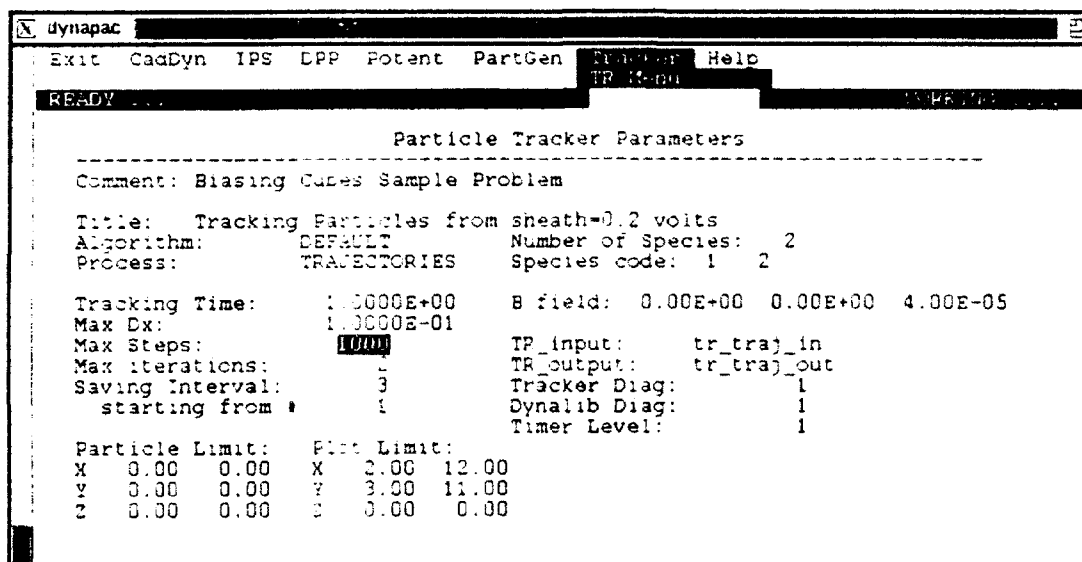 dynapac
Exit CadDyn IPS DPP Potent PartGen Tracker Help
TR Menu
READY ...
Particle Tracker Parameters
Comment: Biasing Cubes Sample Problem
Title: Tracking Particles from sheath=0.2 volts
Algorithm: DEFAULT Number of Species: 2
Process: TRAJECTORIES Species code: 1 2
Tracking Time: 1.0000E+00 B field: 0.00E+00 0.00E+00 4.00E-05
Max Dx: 1.0000E-01
Max Steps: 1000 TR_input: tr_traj_in
Max iterations: TR_output: tr_traj_out
Saving Interval: 3 Tracker Diag: 1
starting from # 1 Dynalib Diag: 1
Timer Level: 1
Particle Limit: Plot Limit:
X 0.00 0.00 X 2.00 12.00
Y 0.00 0.00 Y 3.00 11.00
Z 0.00 0.00 Z 0.00 0.00